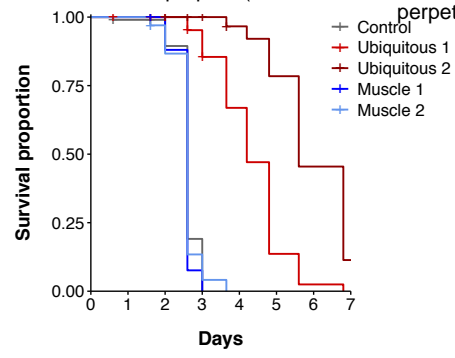 perpet
Control
Ubiquitous 1
Ubiquitous 2
Muscle 1
Muscle 2
Survival proportion
1.00
0.75
0.50
0.25
0.00
0 1 2 3 4 5 6 7
Days